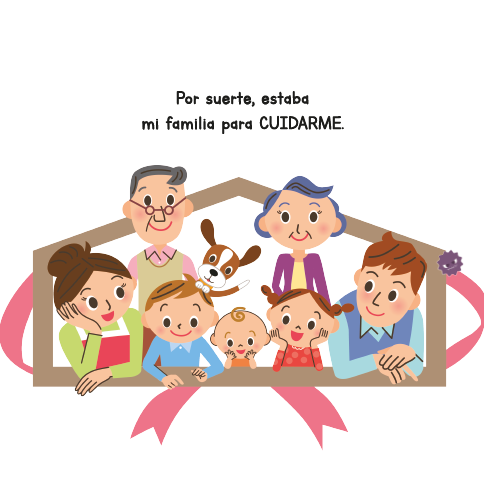 Por suerte, estaba
mi familia para CUIDARME.